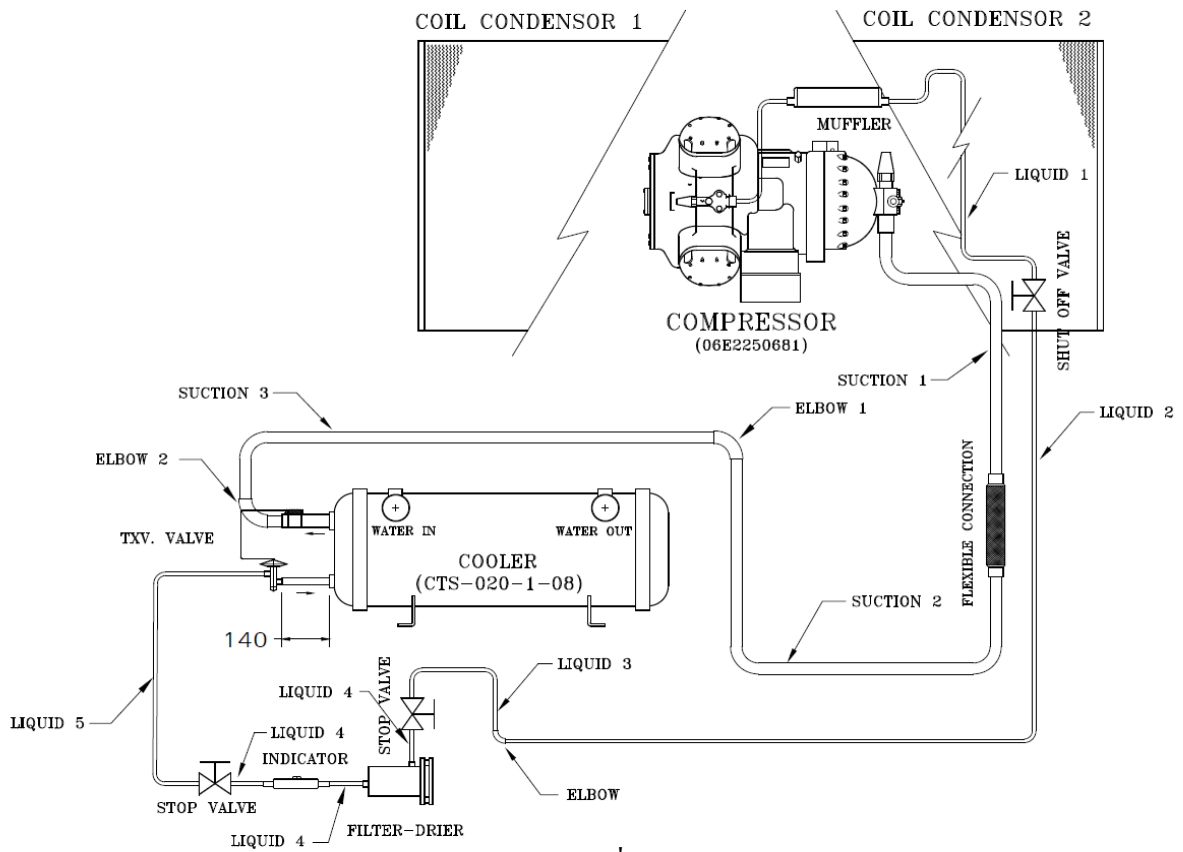 COIL CONDENSOR 1
COIL CONDENSOR 2
MUFFLER
LIQUID 1
COMPRESSOR
(06E2250681)
SHUT OFF VALVE
SUCTION 1
SUCTION 3
ELBOW 1
LIQUID 2
ELBOW 2
FLEXIBLE CONNECTION
WATER IN
WATER OUT
TXV. VALVE
COOLER
(CTS-020-1-08)
SUCTION 2
140
LIQUID 3
STOP VALVE
LIQUID 4
LIQUID 5
LIQUID 4
INDICATOR
ELBOW
STOP VALVE
LIQUID 4
FILTER-DRIER